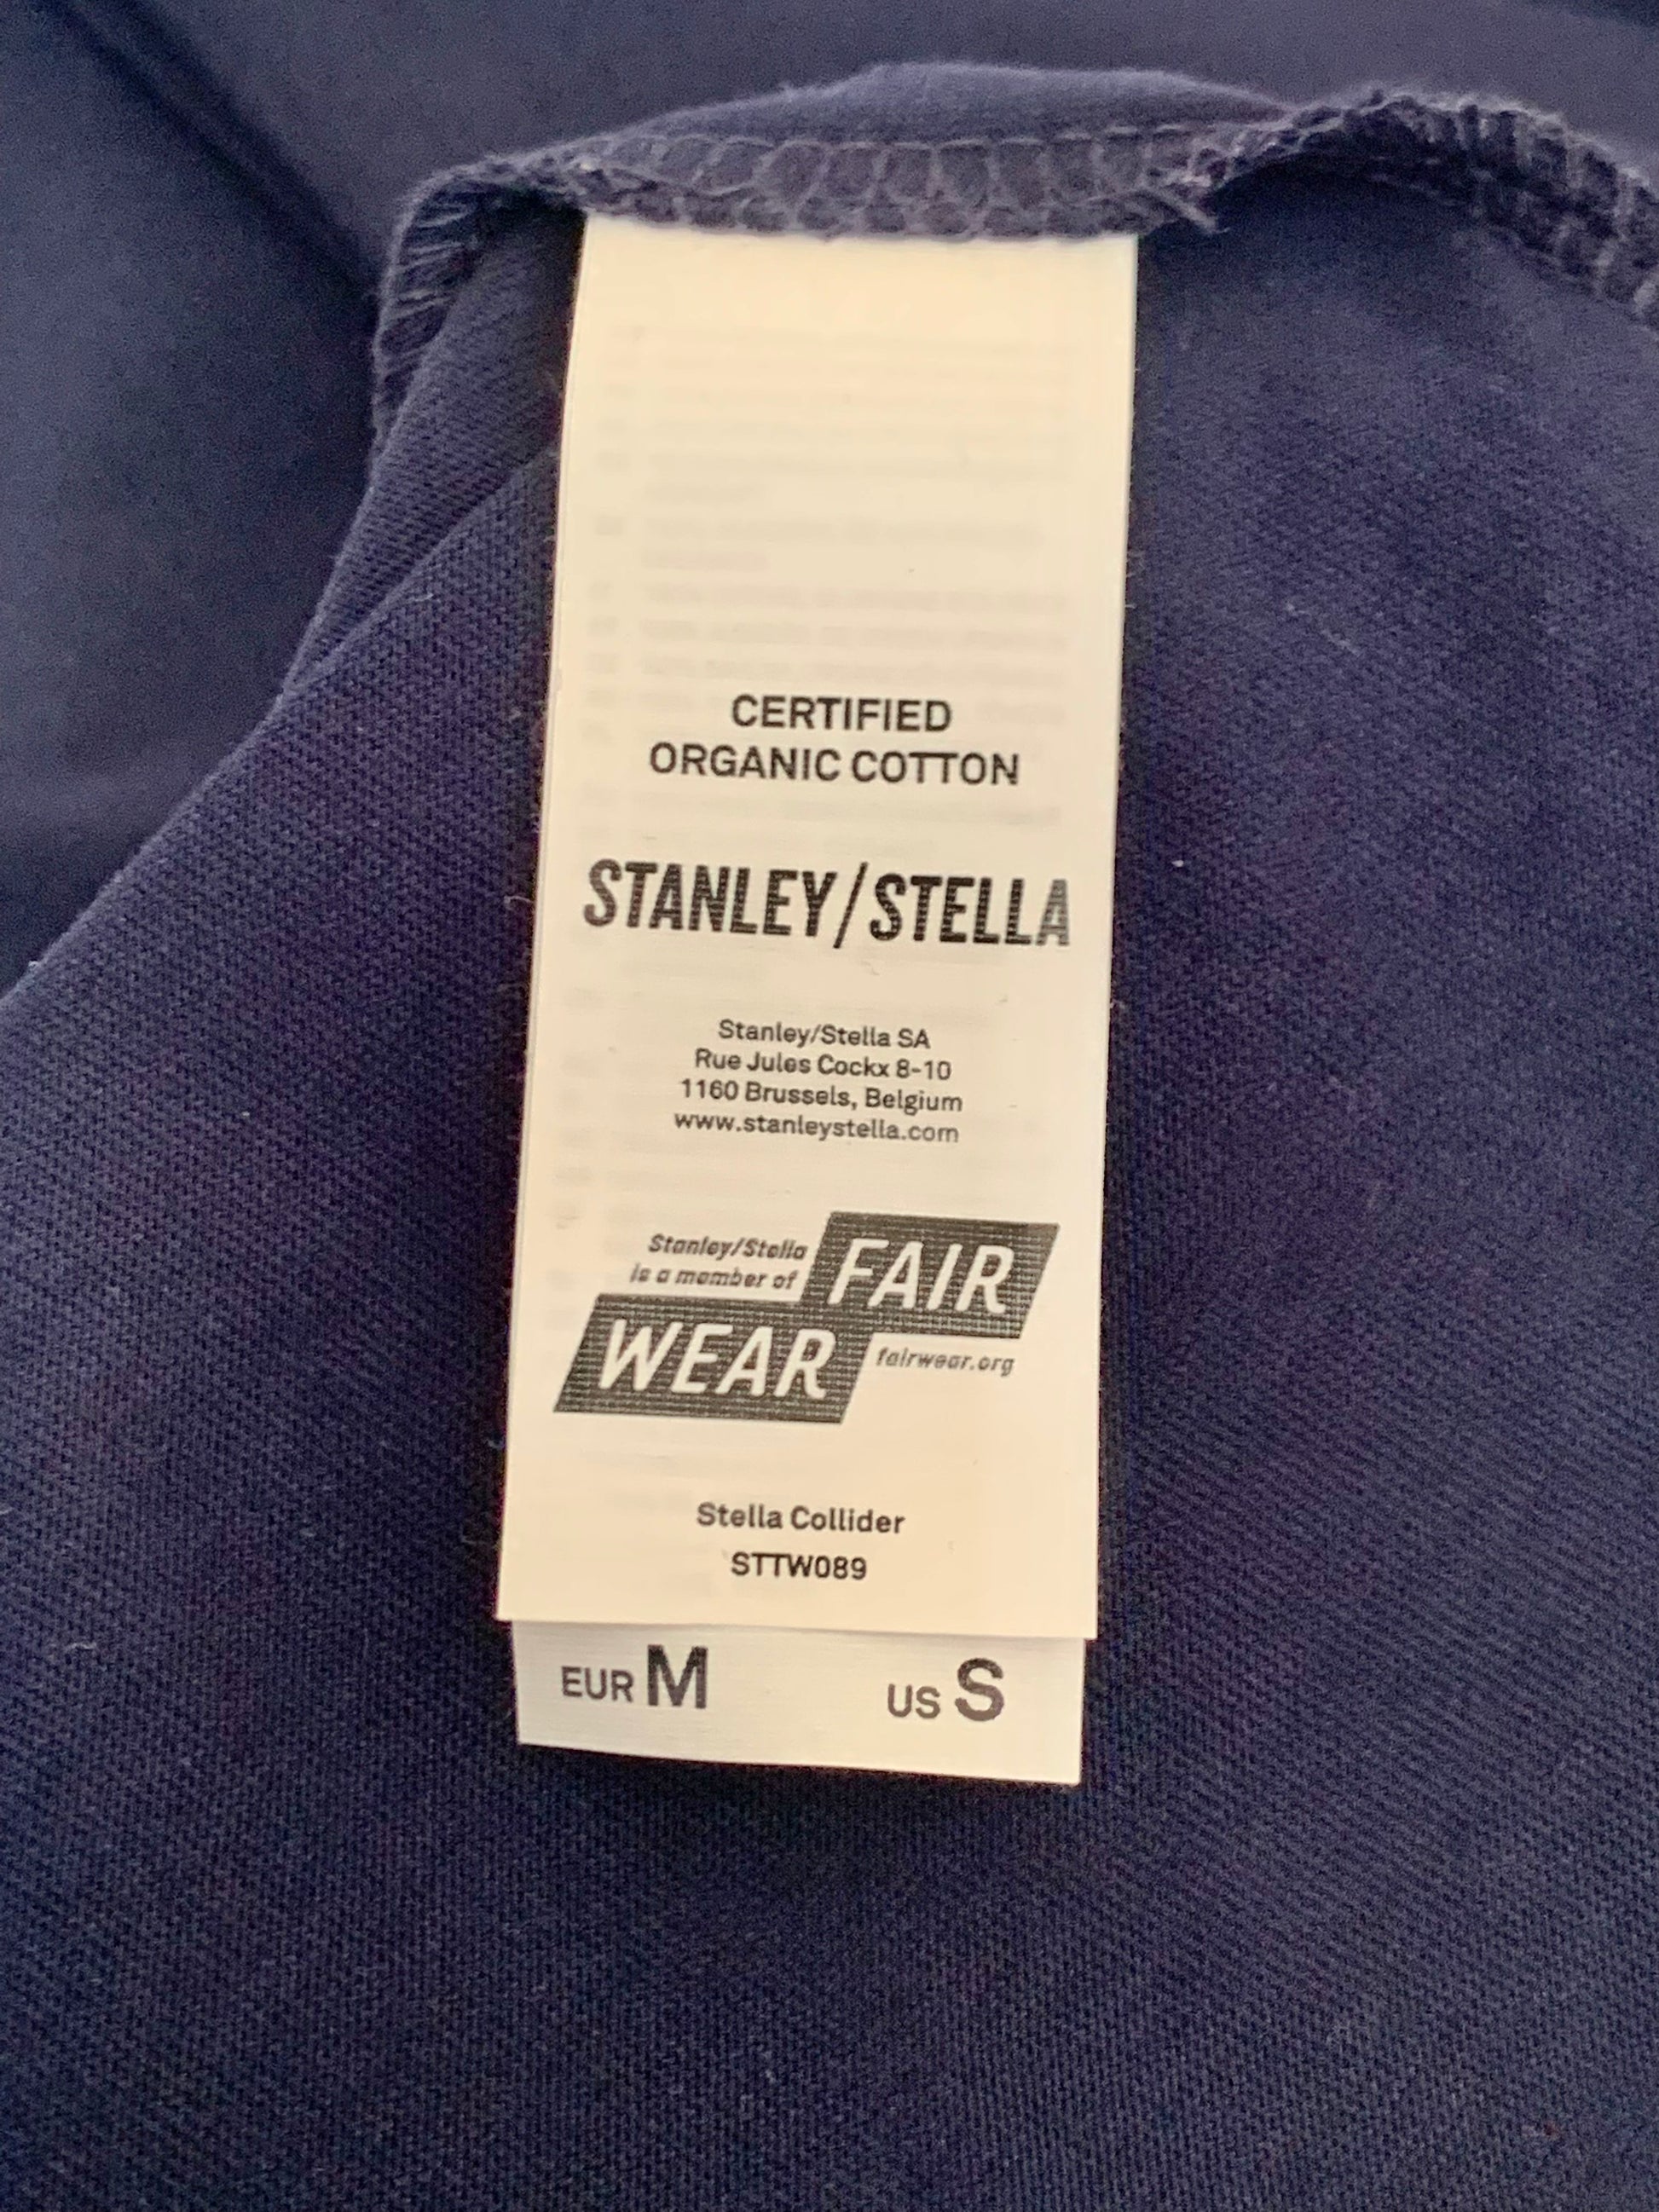 CERTIFIED
ORGANIC COTTON
STANLEY/STELLA
Stanley/Stella SA
Rue Jules Cockx 8-10
1160 Brussels, Belgium
www.stanleystella.com
Stanley/Stella
is a member of
FAIR
WEAR
fairwear.org
Stella Collider
STTW089
EUR M US S